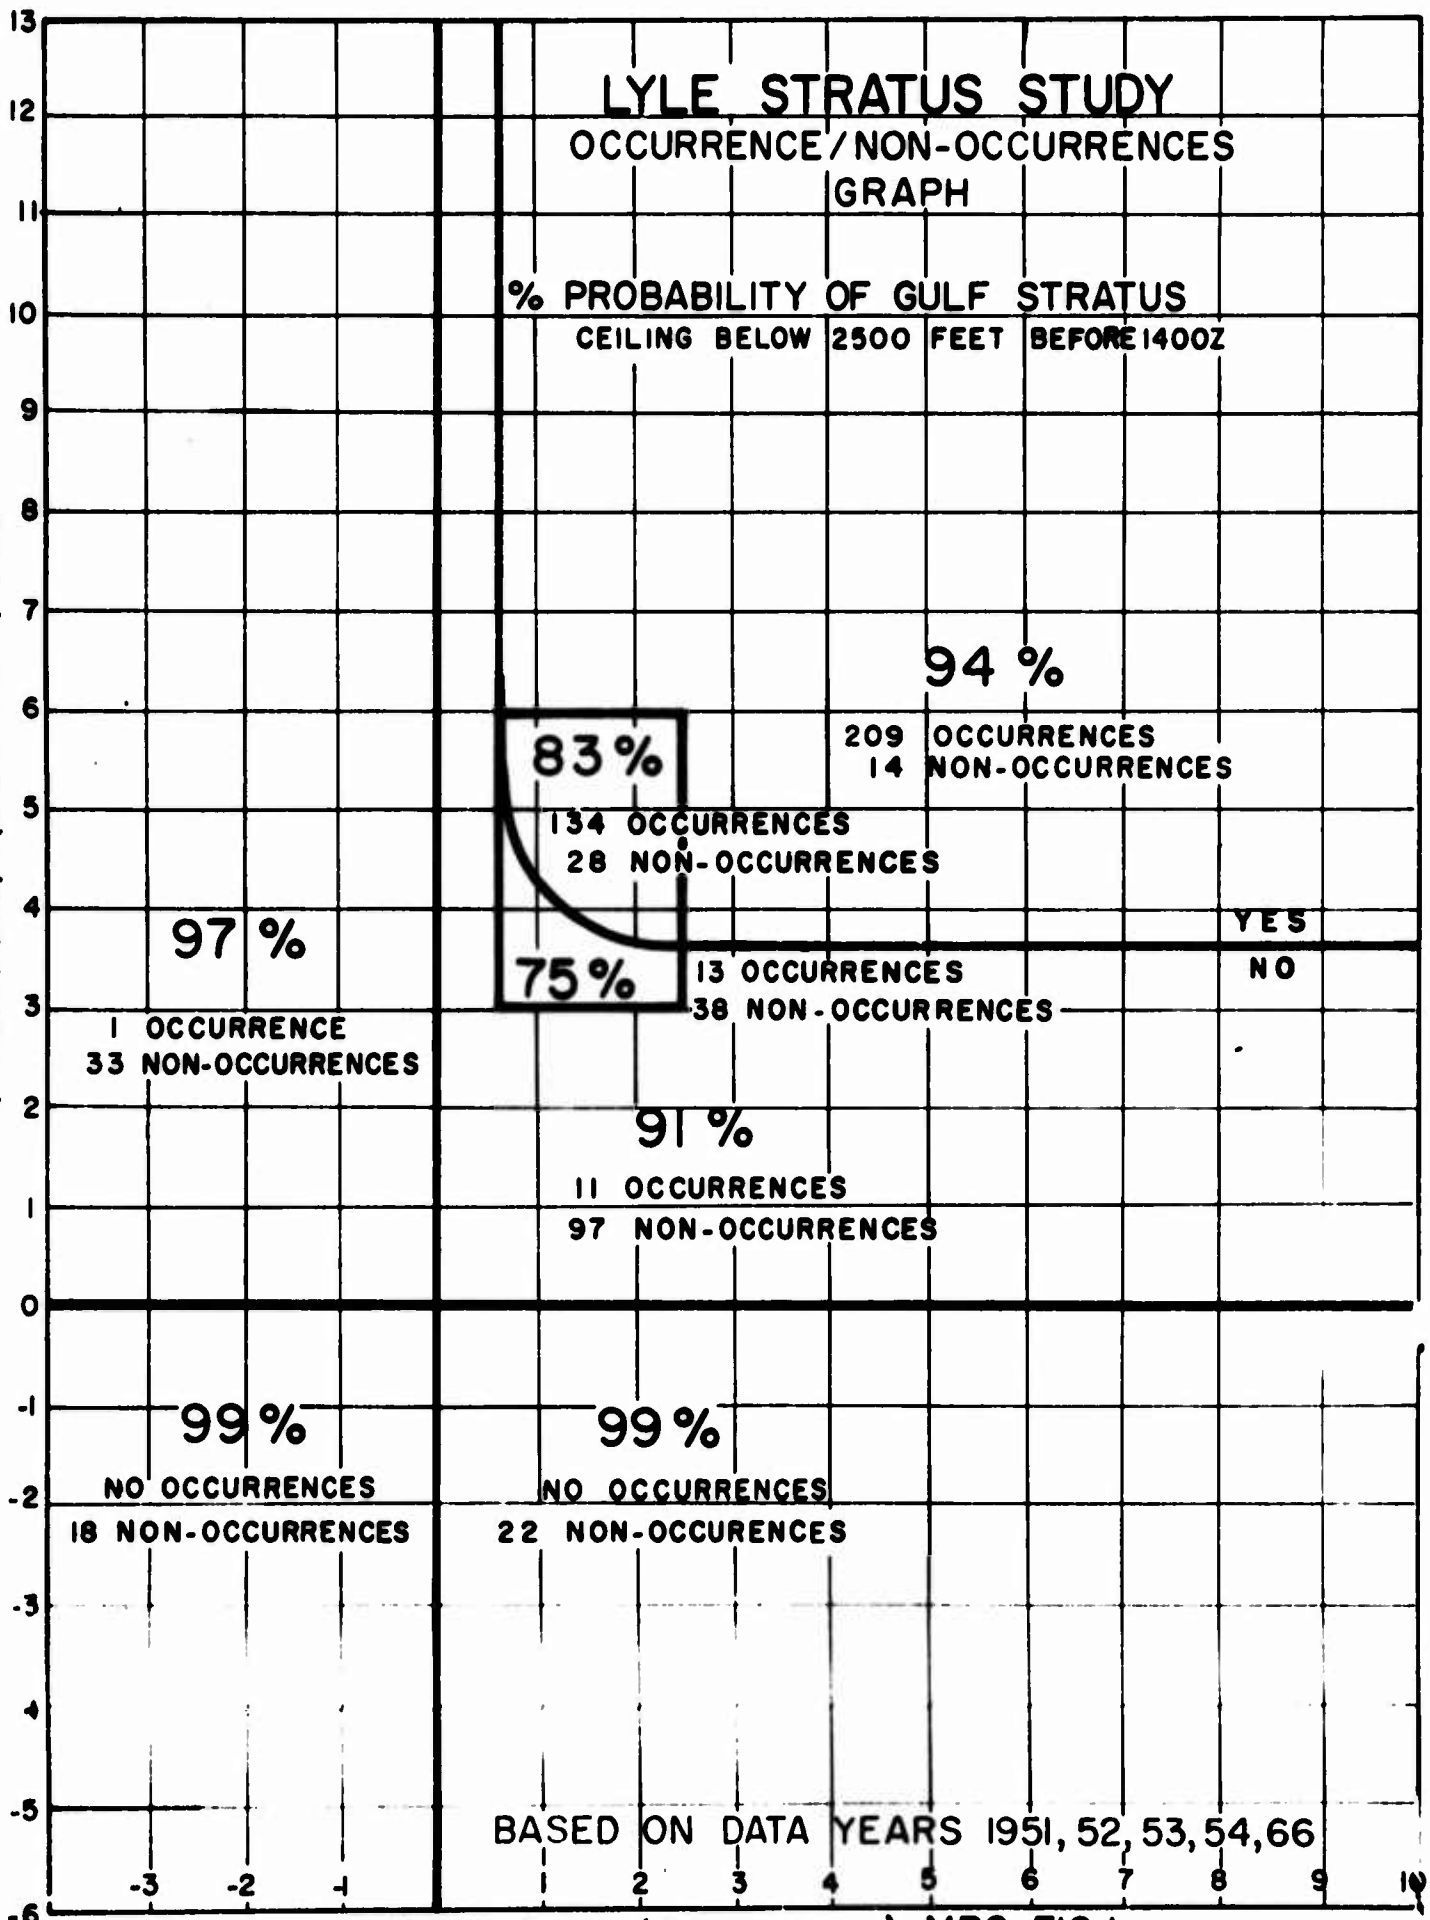 LYLE STRATUS STUDY
OCCURRENCE/NON-OCCURRENCES
GRAPH
% PROBABILITY OF GULF STRATUS
CEILING BELOW 2500 FEET BEFORE 1400Z
13
12
11
10
9
8
7
6
5
4
3
2
1
0
-1
-2
-3
-5
-6
94 %
209 OCCURRENCES
14 NON-OCCURRENCES
83 %
134 OCCURRENCES
28 NON-OCCURRENCES
97 %
1 OCCURRENCE
33 NON-OCCURRENCES
YES
NO
75 %
13 OCCURRENCES
38 NON-OCCURRENCES
91 %
11 OCCURRENCES
97 NON-OCCURRENCES
99 %
NO OCCURRENCES
18 NON-OCCURRENCES
99 %
NO OCCURRENCES
22 NON-OCCURENCES
BASED ON DATA YEARS 1951, 52, 53, 54, 66
-3 -2 -1 1 2 3 4 5 6 7 8 9 10